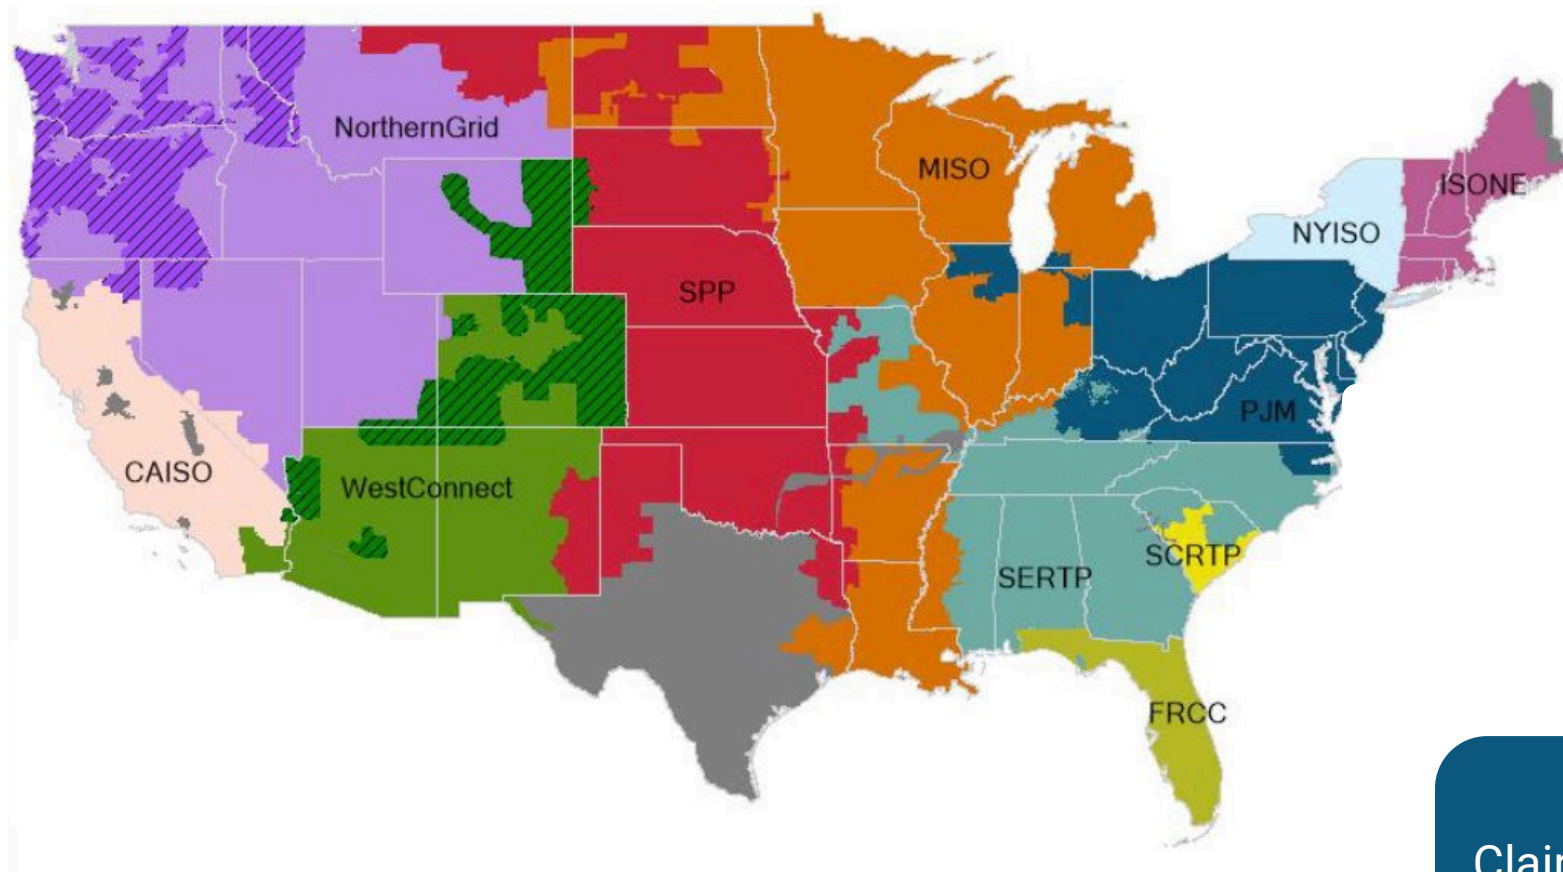 NorthernGrid
MISO
ISONE
NYISO
SPP
PJM
CAISO
WestConnect
SCRTP
SERTP
FRCC